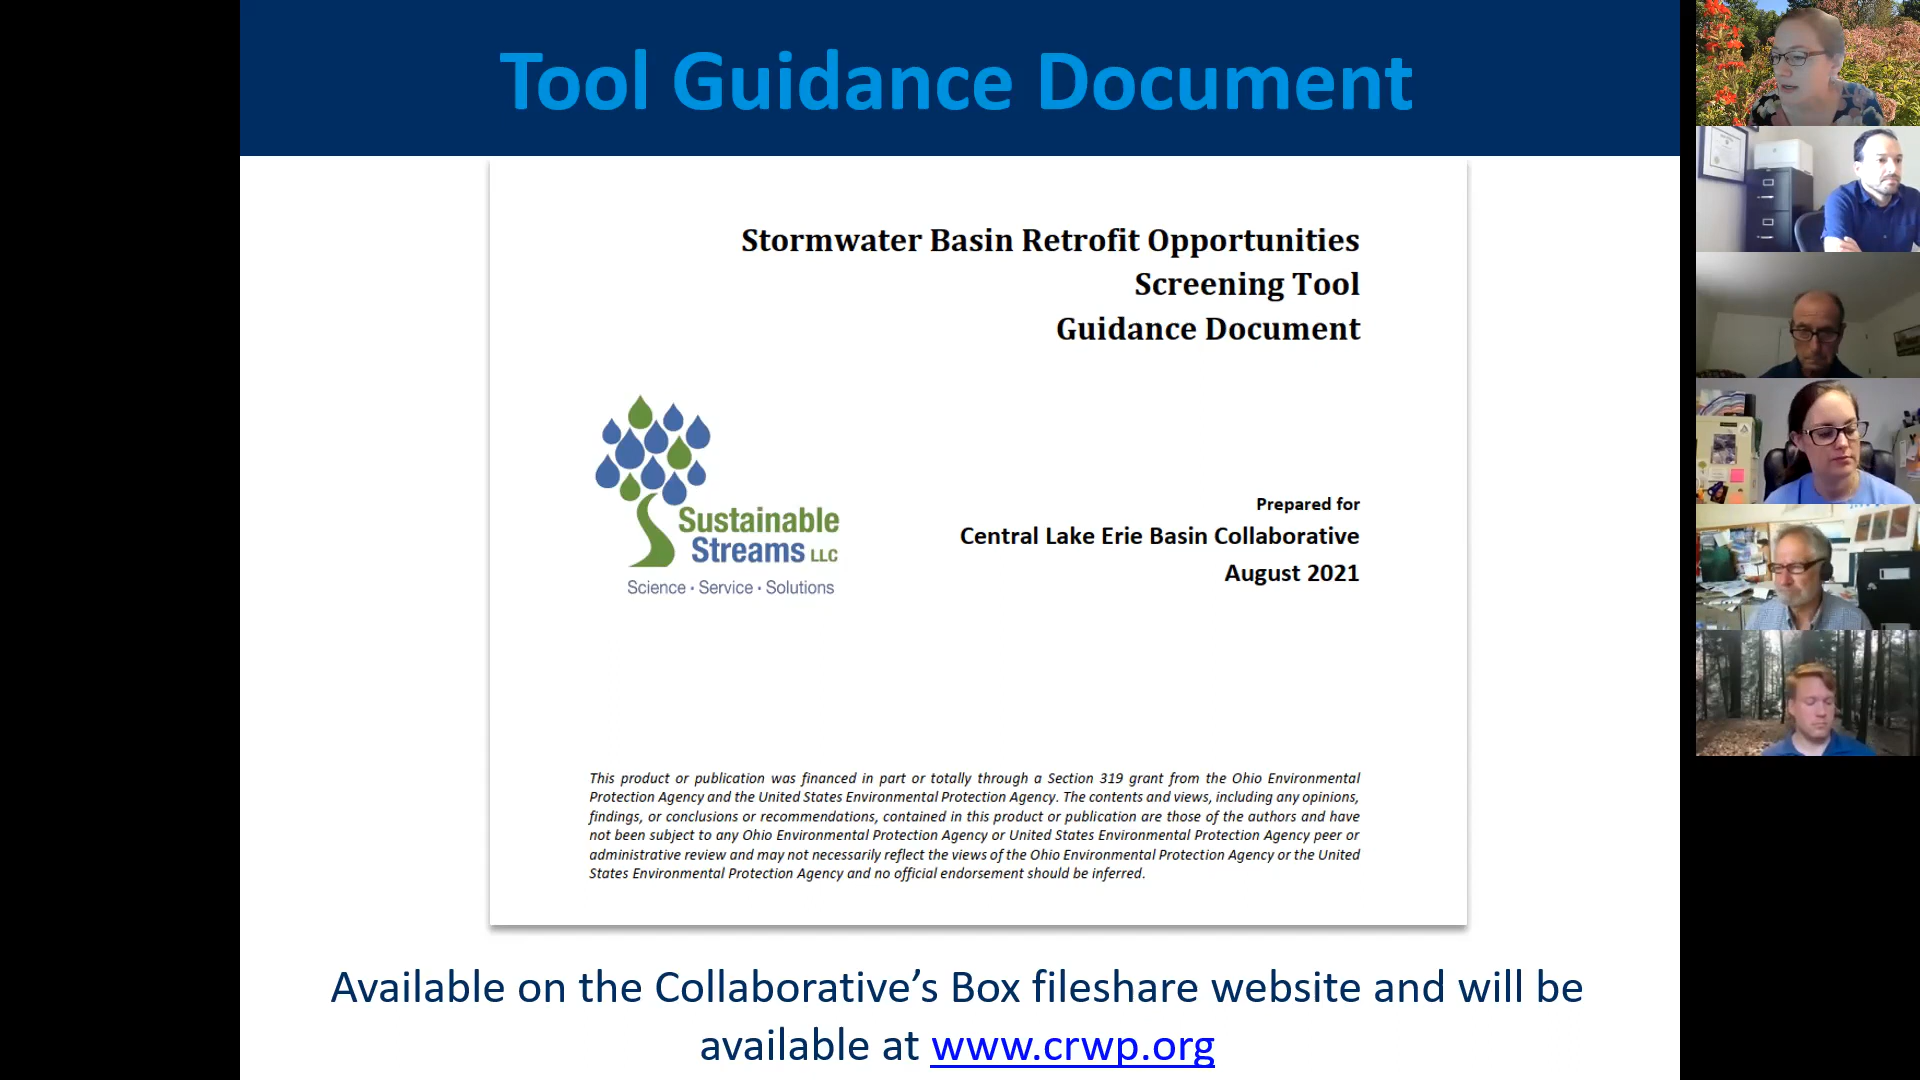 Tool Guidance Document
Stormwater Basin Retrofit Opportunities
Screening Tool
Guidance Document
Sustainable
Streams LLC
Science • Service • Solutions
Prepared for
Central Lake Erie Basin Collaborative
August 2021
This product or publication was financed in part or totally through a Section 319 grant from the Ohio Environmental
Protection Agency and the United States Environmental Protection Agency. The contents and views, including any opinions,
findings, or conclusions or recommendations, contained in this product or publication are those of the authors and have
not been subject to any Ohio Environmental Protection Agency or United States Environmental Protection Agency peer or
administrative review and may not necessarily reflect the views of the Ohio Environmental Protection Agency or the United
States Environmental Protection Agency and no official endorsement should be inferred.
Available on the Collaborative’s Box fileshare website and will be
available at www.crwp.org